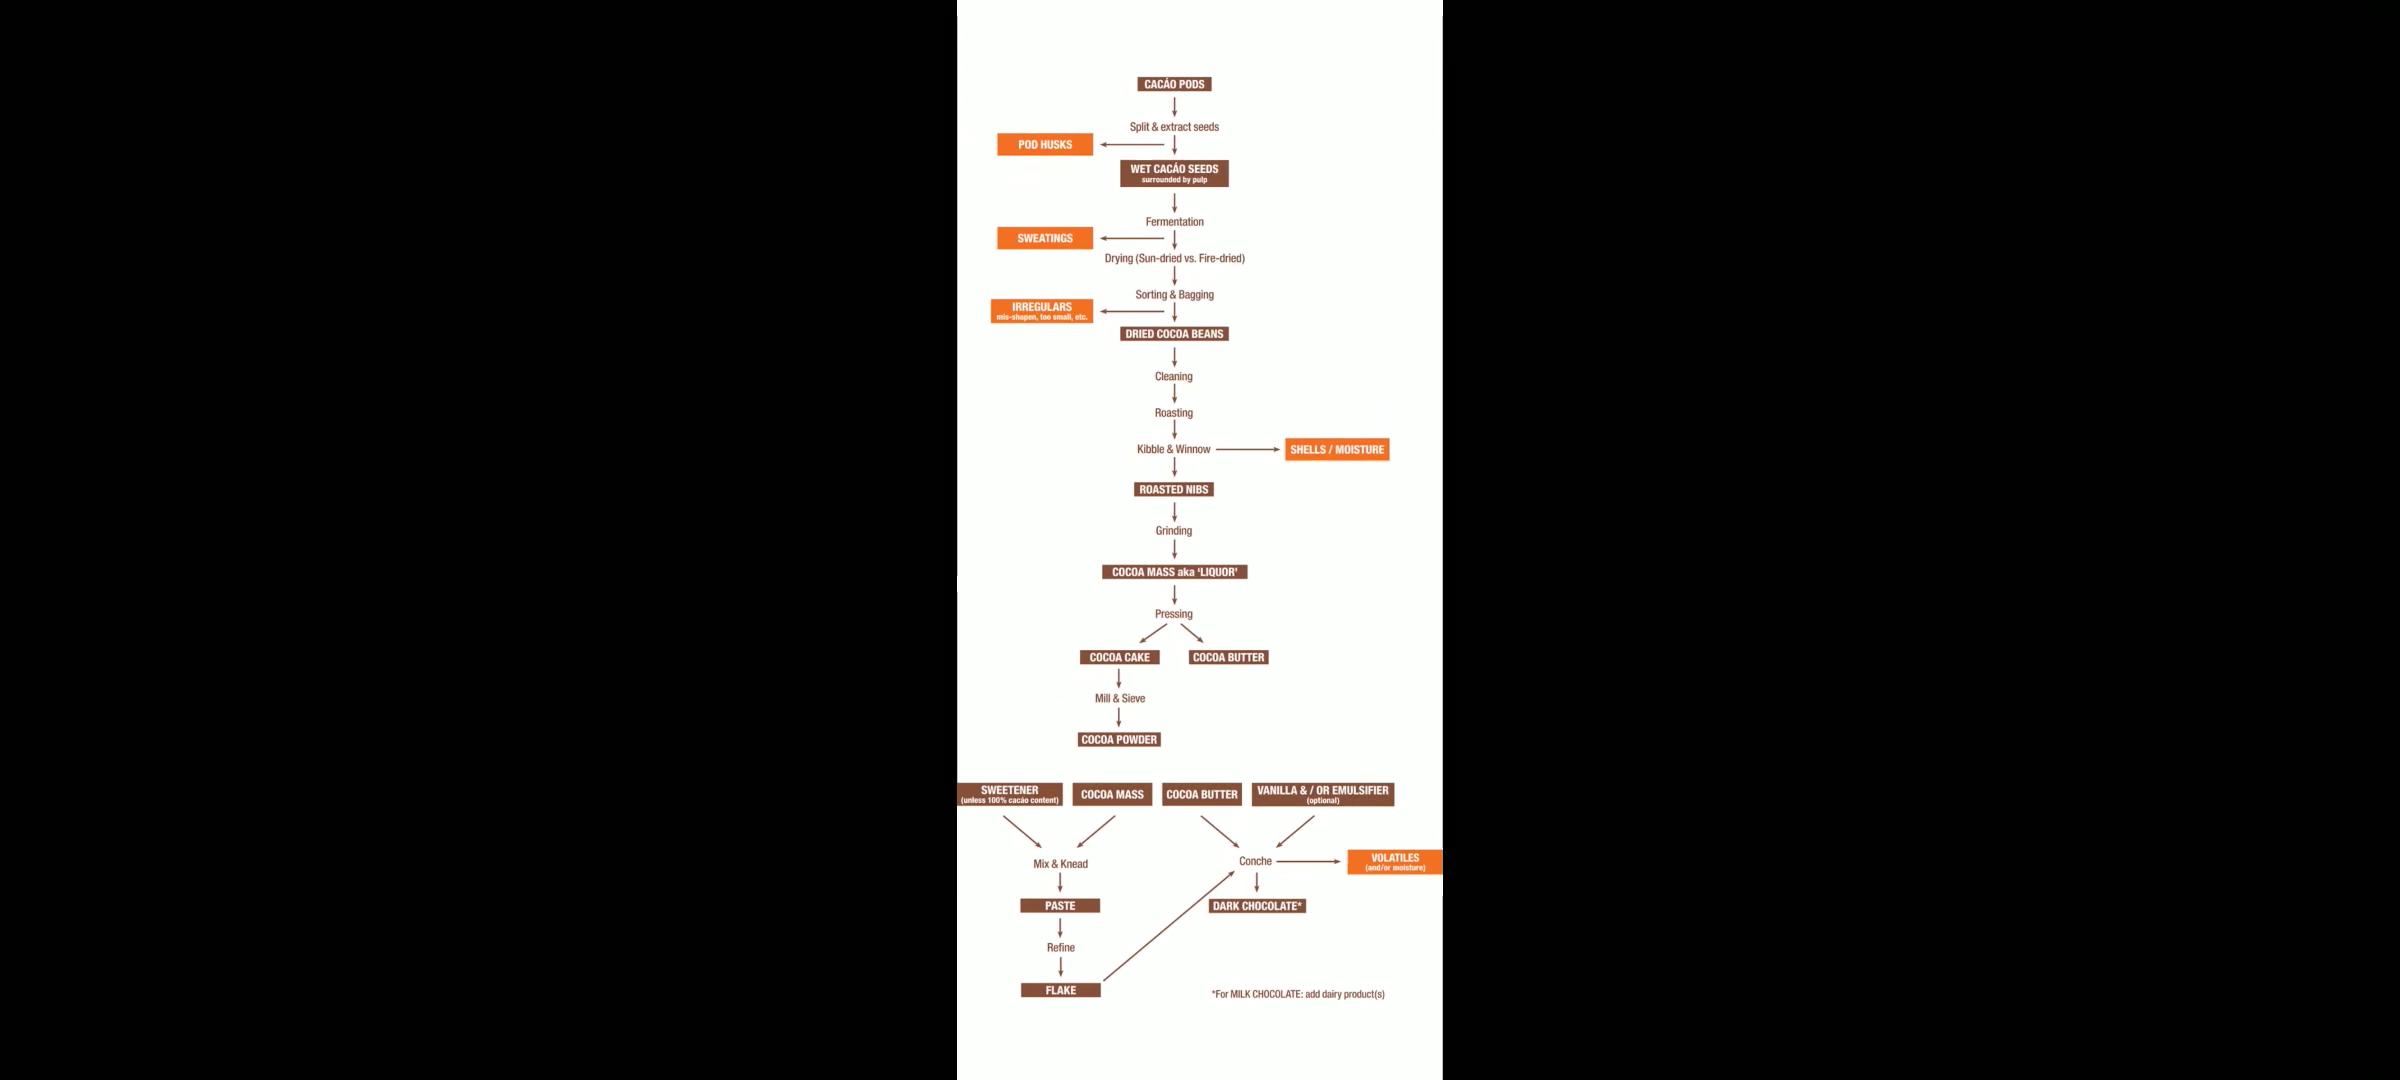 CACÁO PODS
Split & extract seeds
POD HUSKS
WET CACÁO SEEDS
surrounded by pulp
Fermentation
SWEATINGS
Drying (Sun-dried vs. Fire-dried)
Sorting & Bagging
IRREGULARS
mis-shapen, too small, etc.
DRIED COCOA BEANS
Cleaning
Roasting
Kibble & Winnow
SHELLS / MOISTURE
ROASTED NIBS
Grinding
COCOA MASS aka ‘LIQUOR’
Pressing
COCOA CAKE
COCOA BUTTER
Mill & Sieve
COCOA POWDER
SWEETENER
(unless 100% cacáo content)
COCOA MASS
COCOA BUTTER
VANILLA & / OR EMULSIFIER
(optional)
Mix & Knead
Conche
VOLATILES
(and/or moisture)
PASTE
DARK CHOCOLATE*
Refine
FLAKE
*For MILK CHOCOLATE: add dairy product(s)